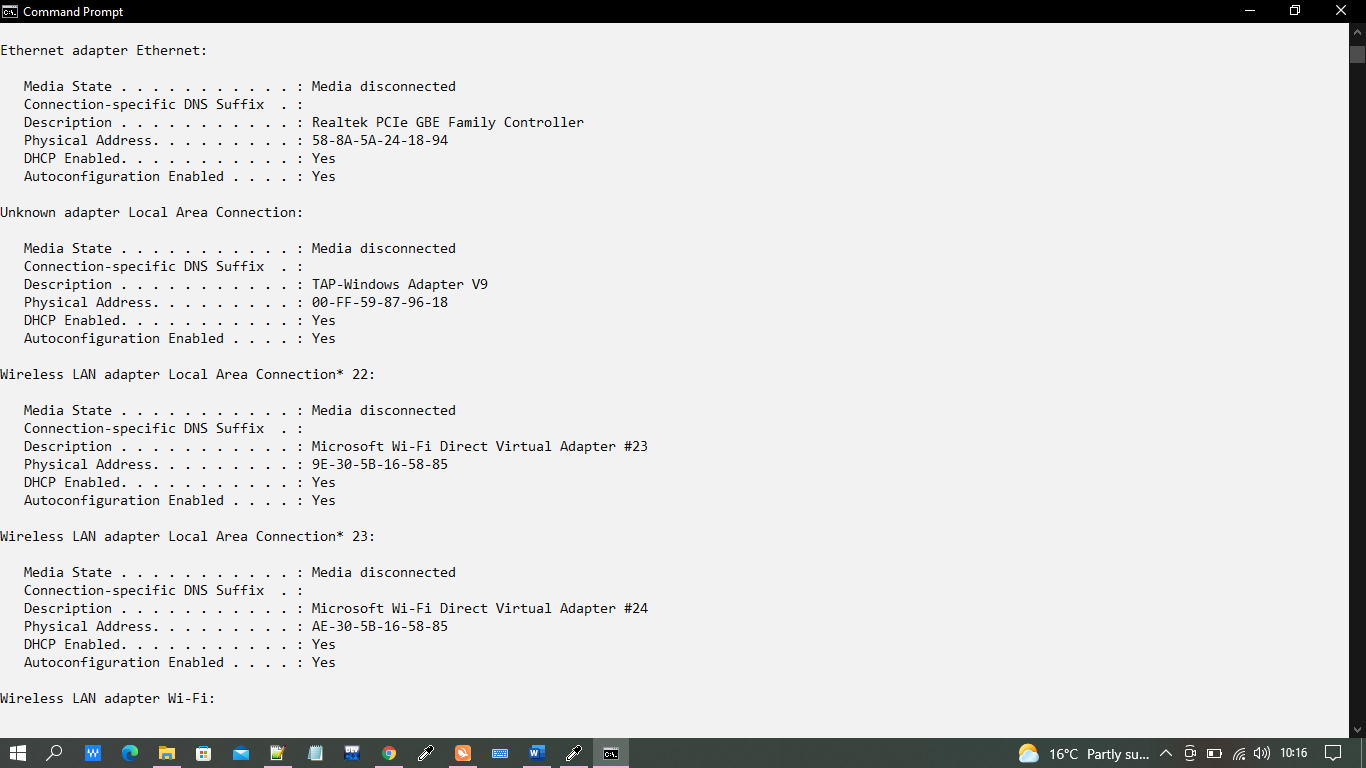 Command Prompt
Ethernet adapter Ethernet:
Media State . . . . . . . . . . . : Media disconnected
Connection-specific DNS Suffix  . :
Description . . . . . . . . . . . : Realtek PCIe GBE Family Controller
Physical Address. . . . . . . . . : 58-8A-5A-24-18-94
DHCP Enabled. . . . . . . . . . . : Yes
Autoconfiguration Enabled . . . . : Yes
Unknown adapter Local Area Connection:
Media State . . . . . . . . . . . : Media disconnected
Connection-specific DNS Suffix  . :
Description . . . . . . . . . . . : TAP-Windows Adapter V9
Physical Address. . . . . . . . . : 00-FF-59-87-96-18
DHCP Enabled. . . . . . . . . . . : Yes
Autoconfiguration Enabled . . . . : Yes
Wireless LAN adapter Local Area Connection* 22:
Media State . . . . . . . . . . . : Media disconnected
Connection-specific DNS Suffix  . :
Description . . . . . . . . . . . : Microsoft Wi-Fi Direct Virtual Adapter #23
Physical Address. . . . . . . . . : 9E-30-5B-16-58-85
DHCP Enabled. . . . . . . . . . . : Yes
Autoconfiguration Enabled . . . . : Yes
Wireless LAN adapter Local Area Connection* 23:
Media State . . . . . . . . . . . : Media disconnected
Connection-specific DNS Suffix  . :
Description . . . . . . . . . . . : Microsoft Wi-Fi Direct Virtual Adapter #24
Physical Address. . . . . . . . . : AE-30-5B-16-58-85
DHCP Enabled. . . . . . . . . . . : Yes
Autoconfiguration Enabled . . . . : Yes
Wireless LAN adapter Wi-Fi:
16°C Partly su... 10:16